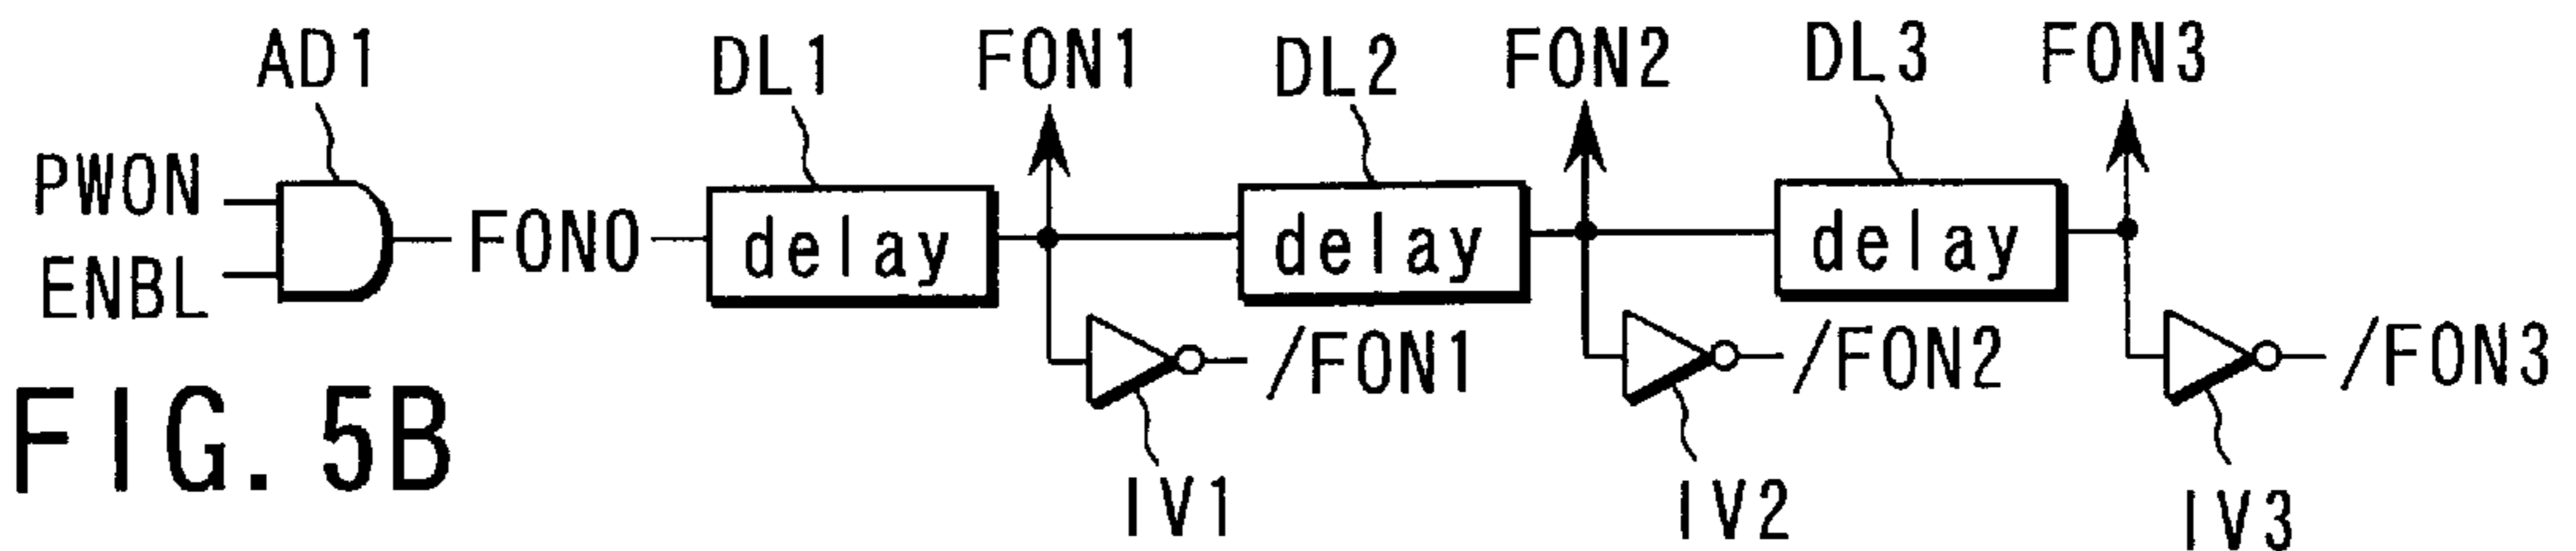 AD1
DL1
FON1
DL2
FON2
DL3
FON3
PWON
ENBL
FON0
delay
delay
delay
/FON1
/FON2
/FON3
IV1
IV2
IV3
FIG. 5B